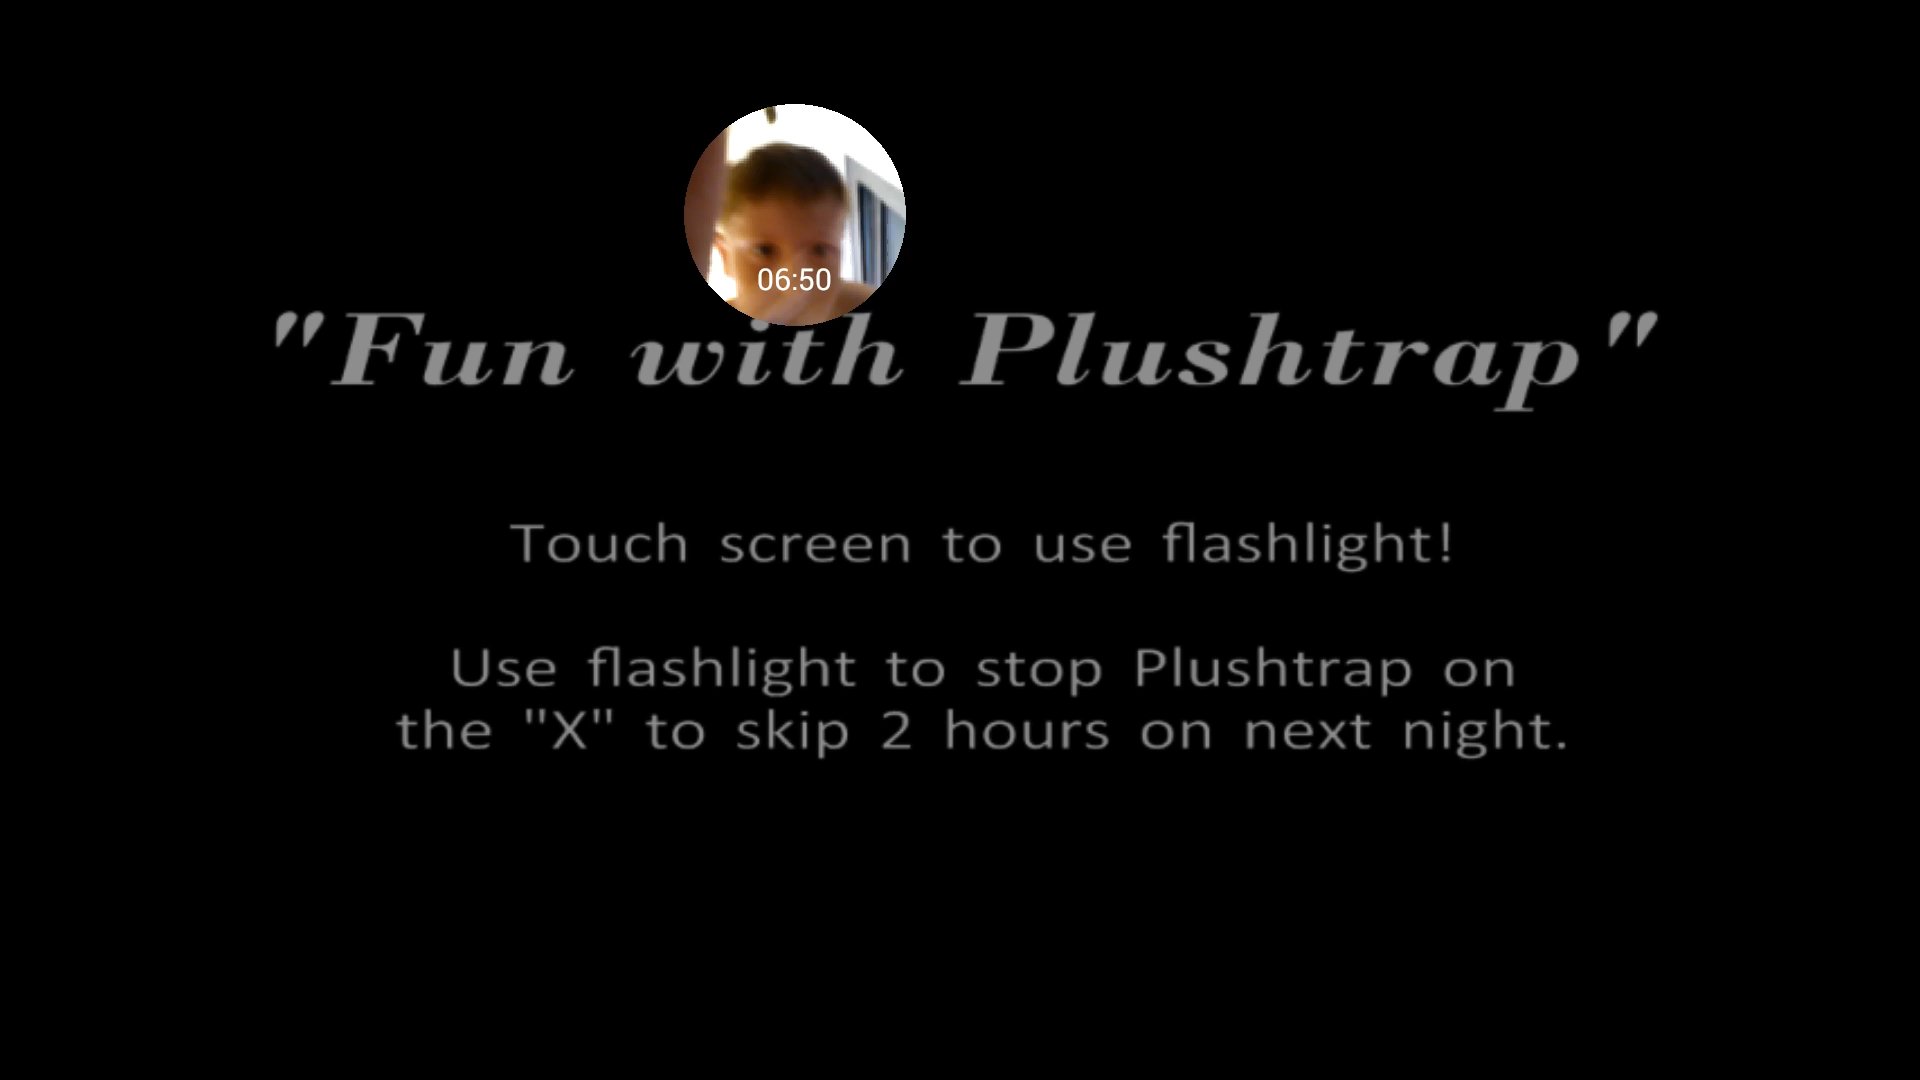 06:50
"Fun with Plushtrap"
Touch screen to use flashlight!
Use flashlight to stop Plushtrap on
the "X" to skip 2 hours on next night.